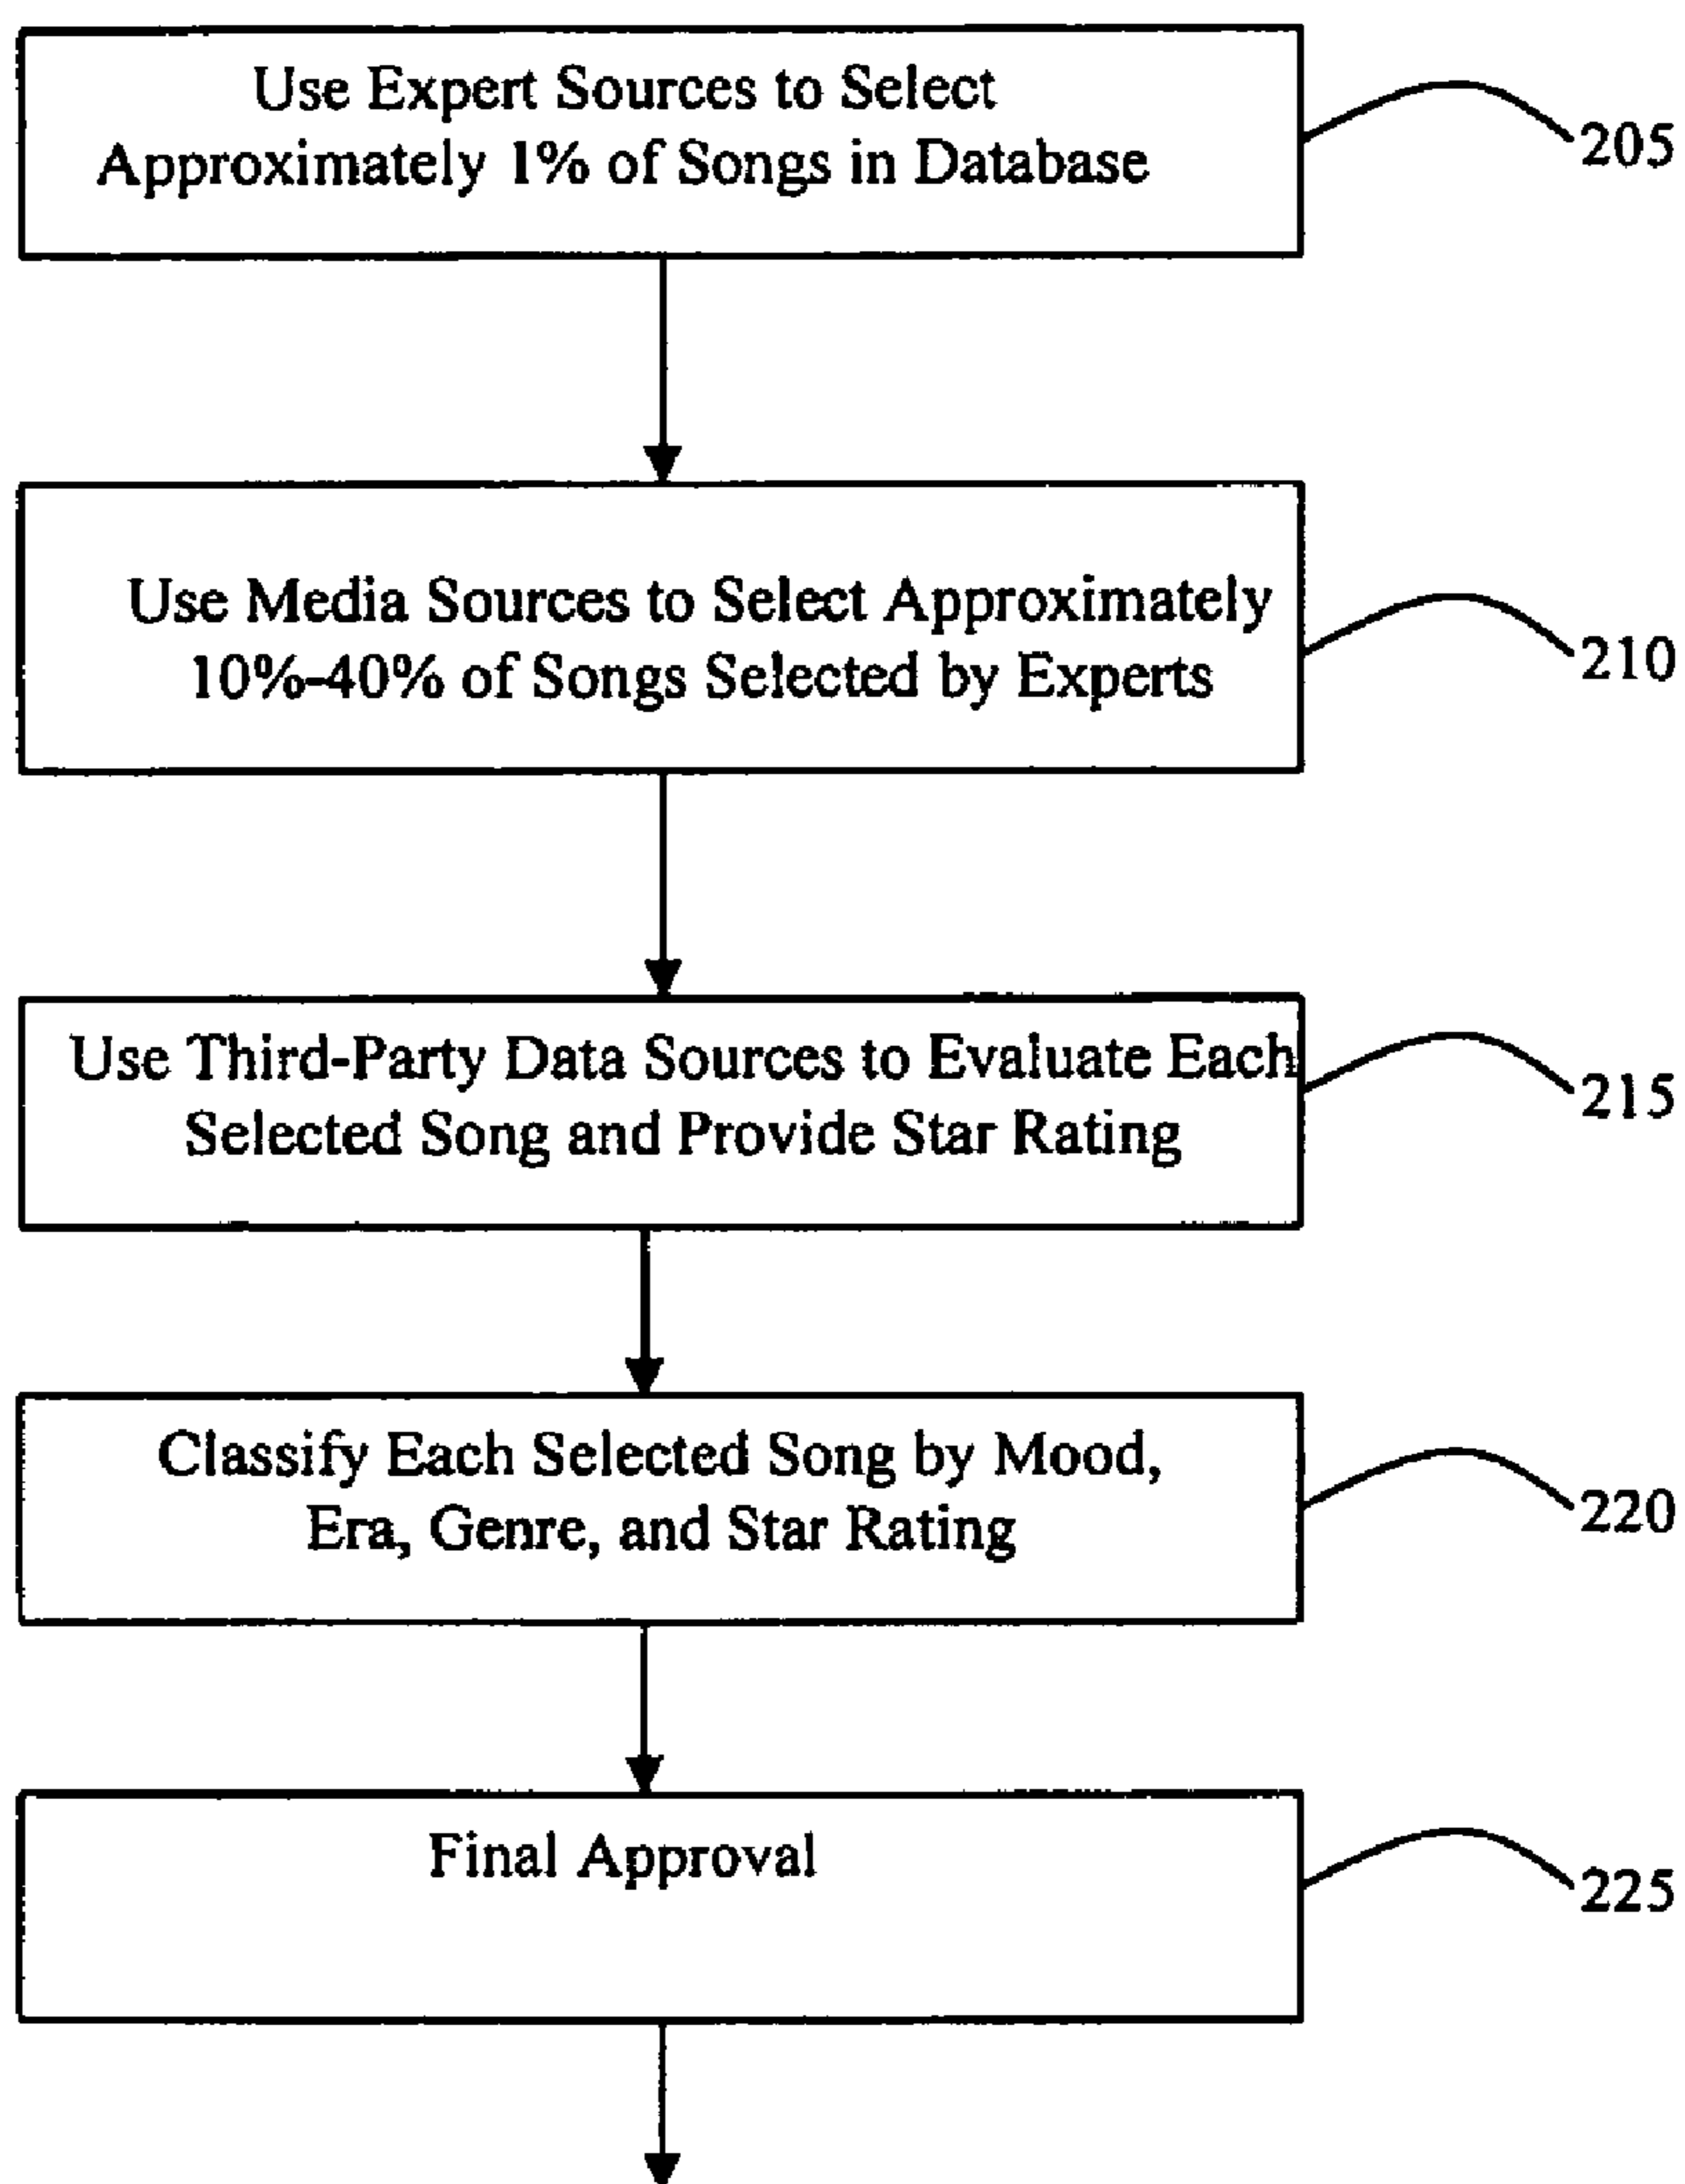 Use Expert Sources to Select
Approximately 1% of Songs in Database
205
Use Media Sources to Select Approximately
10%-40% of Songs Selected by Experts
210
Use Third-Party Data Sources to Evaluate Each
Selected Song and Provide Star Rating
215
Classify Each Selected Song by Mood,
Era, Genre, and Star Rating
220
Final Approval
225